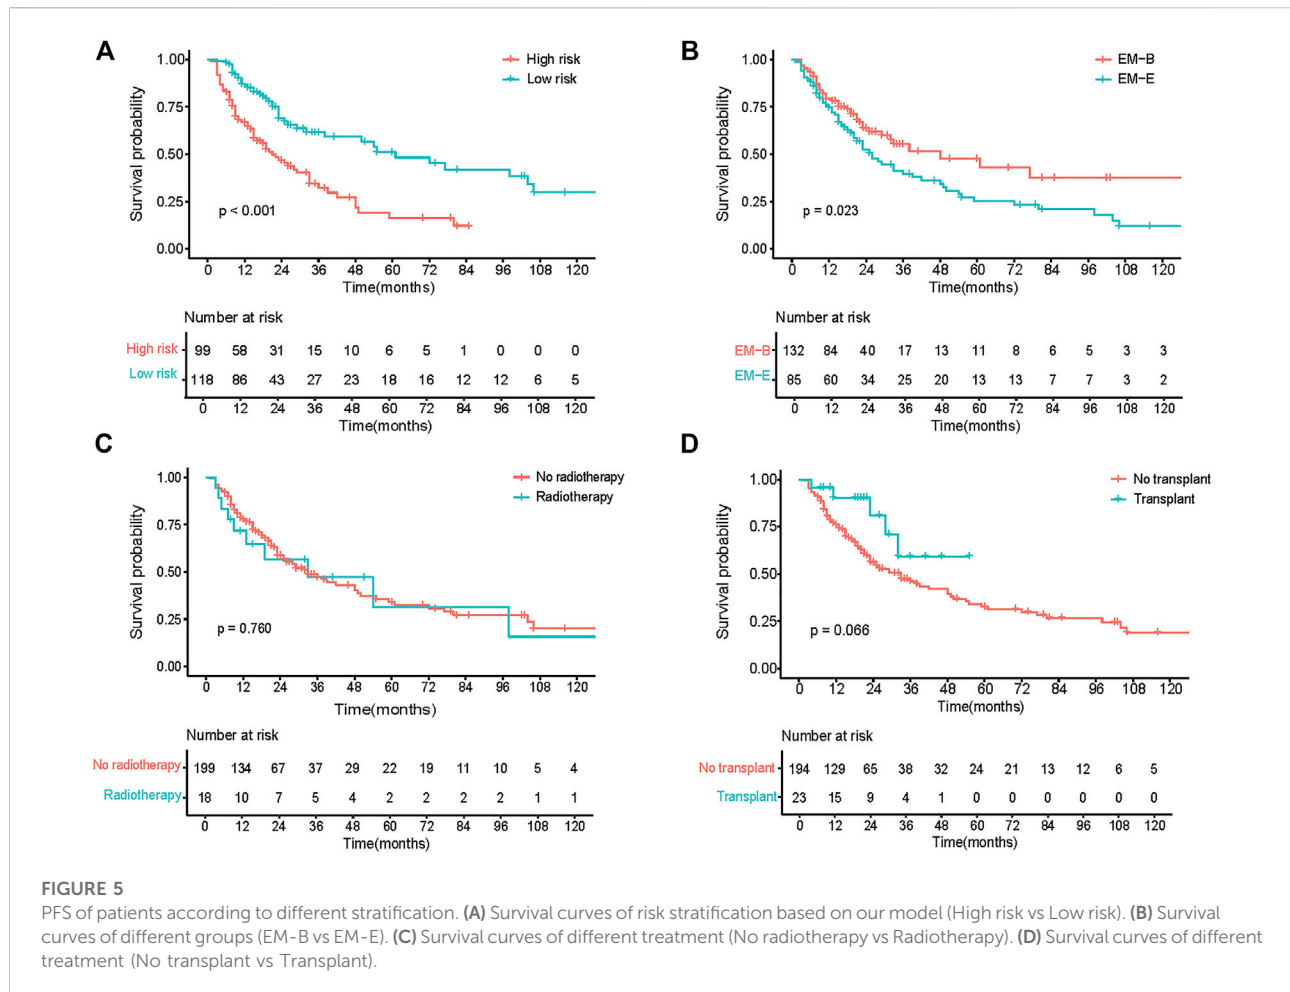 A
High risk
Low risk
Survival probability
1.00
0.75
0.50
0.25
0.00
p < 0.001
0 12 24 36 48 60 72 84 96 108 120
Time(months)
Number at risk
High risk 99 58 31 15 10 6 5 1 0 0 0
Low risk 118 86 43 27 23 18 16 12 12 6 5
0 12 24 36 48 60 72 84 96 108 120
Time(months)
B
EM-B
EM-E
Survival probability
1.00
0.75
0.50
0.25
0.00
p = 0.023
0 12 24 36 48 60 72 84 96 108 120
Time(months)
Number at risk
EM-B 132 84 40 17 13 11 8 6 5 3 3
EM-E 85 60 34 25 20 13 13 7 7 3 2
0 12 24 36 48 60 72 84 96 108 120
Time(months)
C
No radiotherapy
Radiotherapy
Survival probability
1.00
0.75
0.50
0.25
0.00
p = 0.760
0 12 24 36 48 60 72 84 96 108 120
Time(months)
Number at risk
No radiotherapy 199 134 67 37 29 22 19 11 10 5 4
Radiotherapy 18 10 7 5 4 2 2 2 2 1 1
0 12 24 36 48 60 72 84 96 108 120
Time(months)
D
No transplant
Transplant
Survival probability
1.00
0.75
0.50
0.25
0.00
p = 0.066
0 12 24 36 48 60 72 84 96 108 120
Time(months)
Number at risk
No transplant 194 129 65 38 32 24 21 13 12 6 5
Transplant 23 15 9 4 1 0 0 0 0 0 0
0 12 24 36 48 60 72 84 96 108 120
Time(months)
FIGURE 5
PFS of patients according to different stratification. (A) Survival curves of risk stratification based on our model (High risk vs Low risk). (B) Survival
curves of different groups (EM-B vs EM-E). (C) Survival curves of different treatment (No radiotherapy vs Radiotherapy). (D) Survival curves of different
treatment (No transplant vs Transplant).